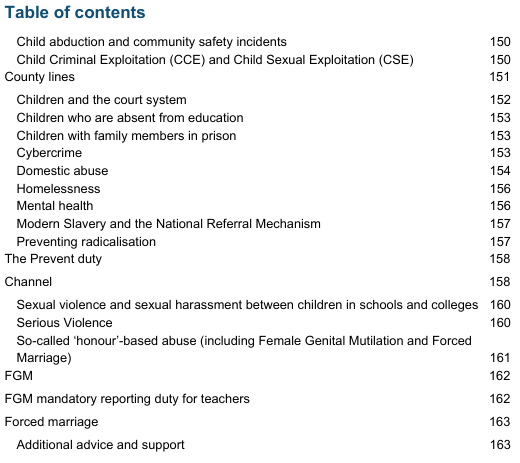 Table of contents
Child abduction and community safety incidents 150
Child Criminal Exploitation (CCE) and Child Sexual Exploitation (CSE) 150
County lines 151
Children and the court system 152
Children who are absent from education 153
Children with family members in prison 153
Cybercrime 153
Domestic abuse 154
Homelessness 156
Mental health 156
Modern Slavery and the National Referral Mechanism 157
Preventing radicalisation 157
The Prevent duty 158
Channel 158
Sexual violence and sexual harassment between children in schools and colleges 160
Serious Violence 160
So-called ‘honour’-based abuse (including Female Genital Mutilation and Forced
Marriage) 161
FGM 162
FGM mandatory reporting duty for teachers 162
Forced marriage 163
Additional advice and support 163